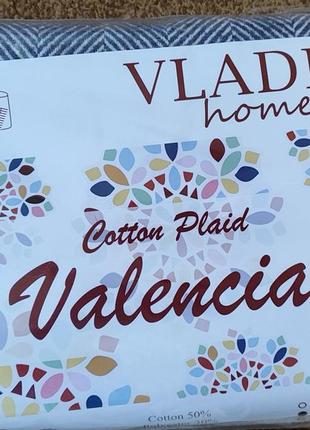 VLADI
home
Cotton Plaid
Valencia
Cotton 50%